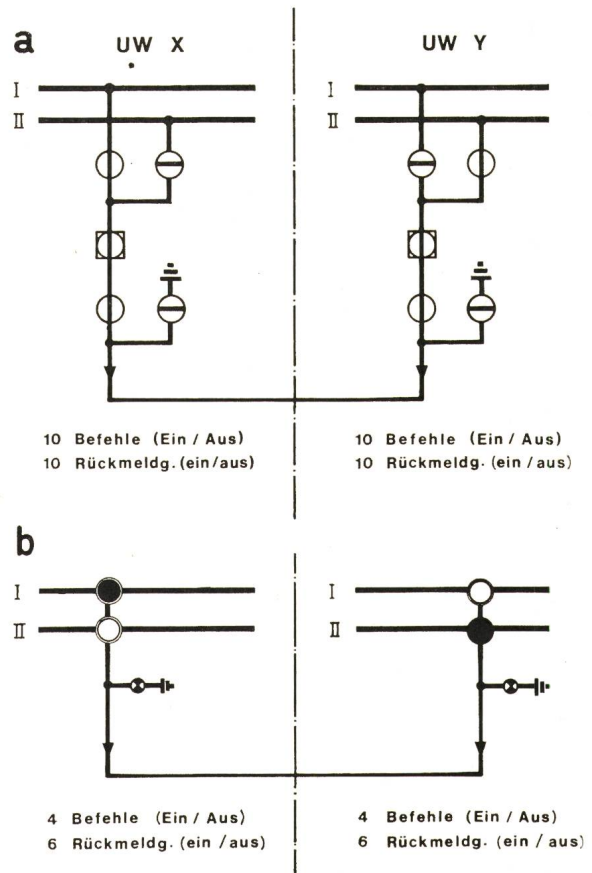 a
UW X
UW Y
I
I
II
II
10 Befehle (Ein / Aus)
10 Rückmeldg. (ein/aus)
10 Befehle (Ein / Aus)
10 Rückmeldg. (ein/aus)
b
I
I
II
II
4 Befehle (Ein / Aus)
6 Rückmeldg. (ein /aus)
4 Befehle (Ein / Aus)
6 Rückmeldg. (ein / aus)